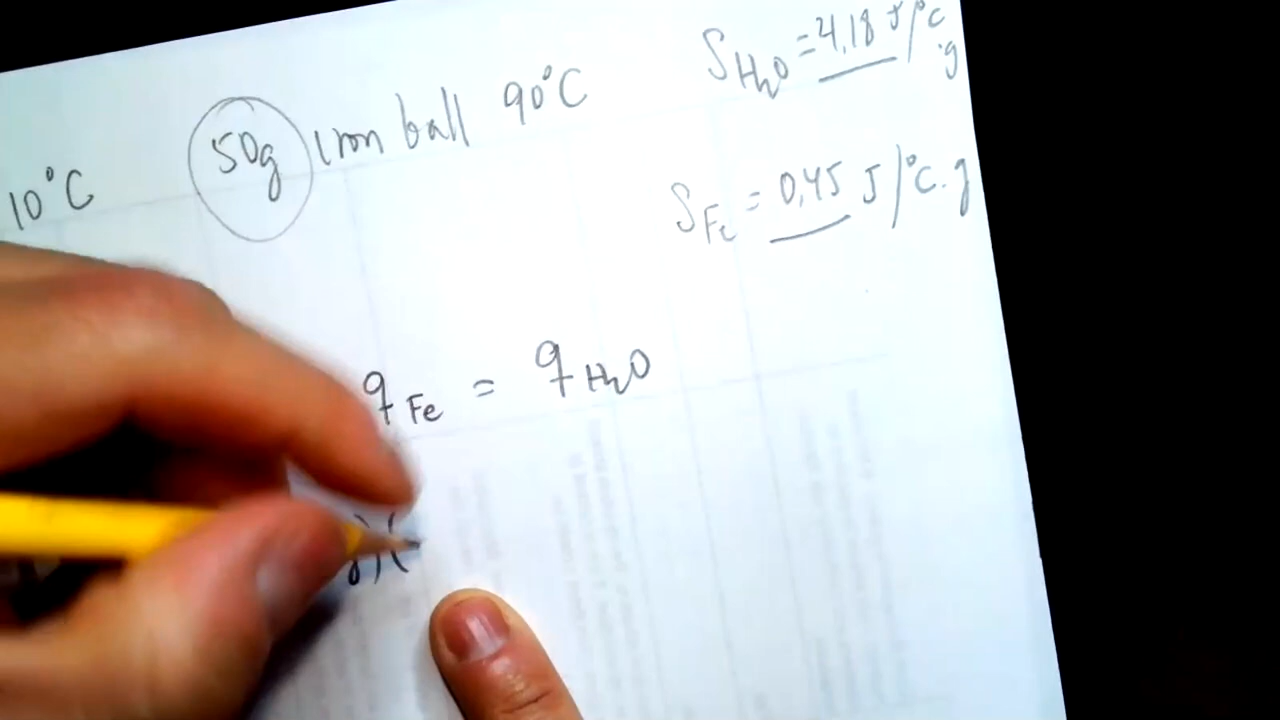 S H2O = 4,18 J/°C ·g
10°C 50g iron ball 90°C
S Fe = 0,45 J/°C.g
q Fe = q H2O
g)(